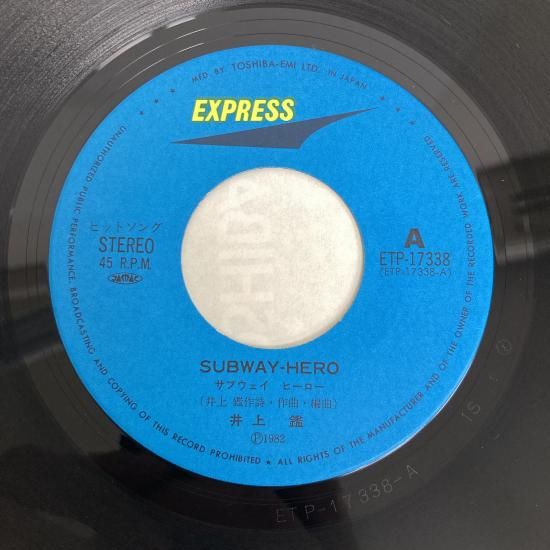 MFD. BY TOSHIBA-EMI LTD. IN JAPAN
EXPRESS
ヒットソング
STEREO
45 R.P.M.
JASRAC
A
ETP-17338
(ETP-17338-A)
SUBWAY-HERO
サブウェイ ヒーロー
(井上 鑑作詩・作曲・編曲)
井上 鑑
Ⓟ1982
UNAUTHORIZED PUBLIC PERFORMANCE, BROADCASTING AND COPYING OF THIS RECORD PROHIBITED ★ ALL RIGHTS OF THE MANUFACTURER AND OF THE OWNER OF THE RECORDED WORK ARE RESERVED
ETP-17338-A